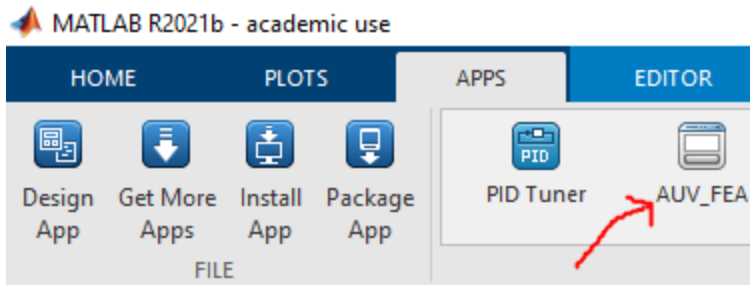 MATLAB R2021b - academic use
HOME PLOTS APPS EDITOR
PID
Design Get More Install Package PID Tuner AUV_FEA
App Apps App App
FILE